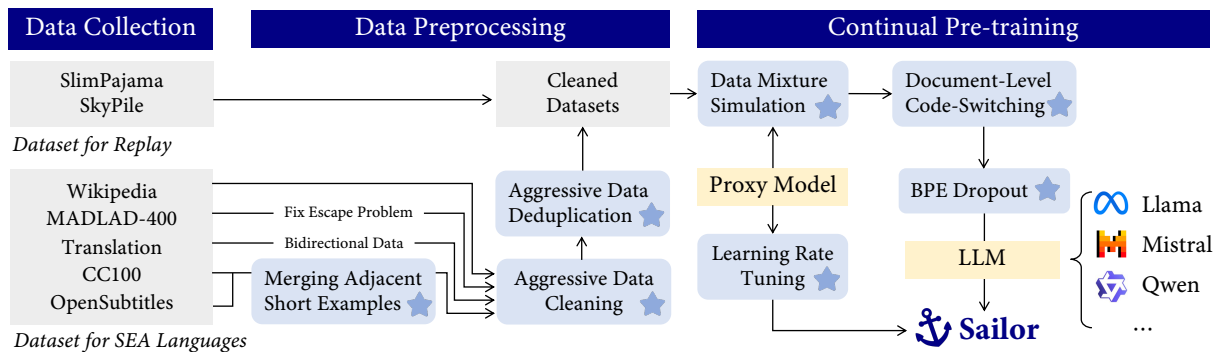 Data Collection
Data Preprocessing
Continual Pre-training
SlimPajama
SkyPile
Dataset for Replay
Cleaned
Datasets
Data Mixture
Simulation
Document-Level
Code-Switching
Wikipedia
MADLAD-400
Translation
CC100
OpenSubtitles
Dataset for SEA Languages
Fix Escape Problem
Bidirectional Data
Merging Adjacent
Short Examples
Aggressive Data
Deduplication
Aggressive Data
Cleaning
Proxy Model
Learning Rate
Tuning
BPE Dropout
LLM
Sailor
Llama
Mistral
Qwen
...